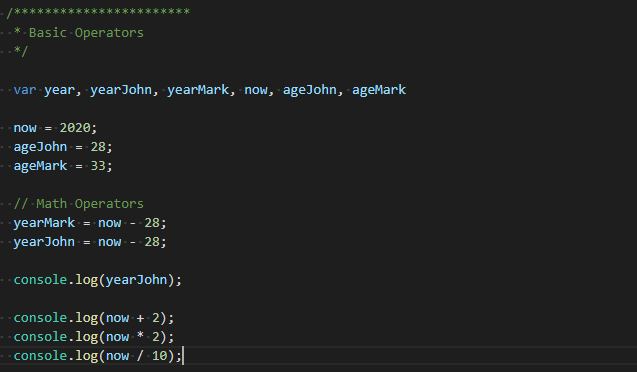 /***********************
* Basic Operators
*/
var year, yearJohn, yearMark, now, ageJohn, ageMark
now = 2020;
ageJohn = 28;
ageMark = 33;
// Math Operators
yearMark = now - 28;
yearJohn = now - 28;
console.log(yearJohn);
console.log(now + 2);
console.log(now * 2);
console.log(now / 10);